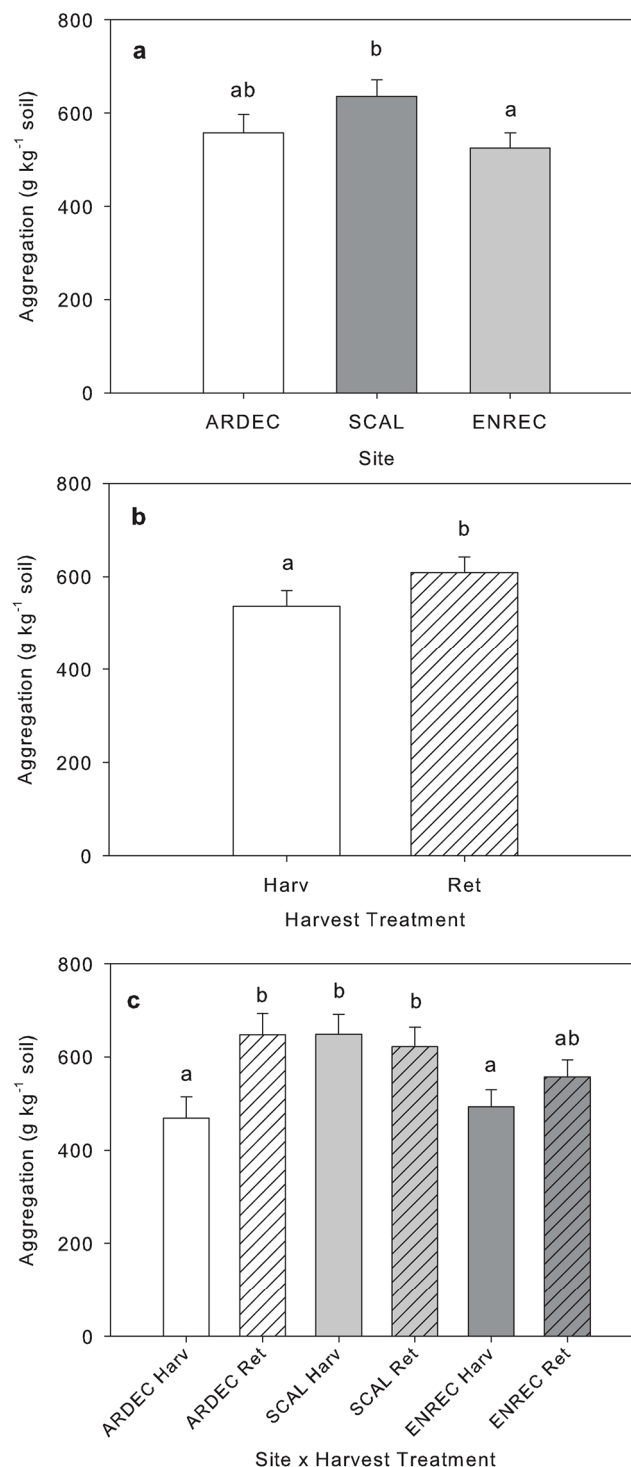 a
800
600
400
200
0
Aggregation (g kg⁻¹ soil)
ab
b
a
ARDEC SCAL ENREC
Site
b
800
600
400
200
0
Aggregation (g kg⁻¹ soil)
a
b
Harv Ret
Harvest Treatment
c
800
600
400
200
0
Aggregation (g kg⁻¹ soil)
a
b
b
b
a
ab
ARDEC Harv
ARDEC Ret
SCAL Harv
SCAL Ret
ENREC Harv
ENREC Ret
Site x Harvest Treatment